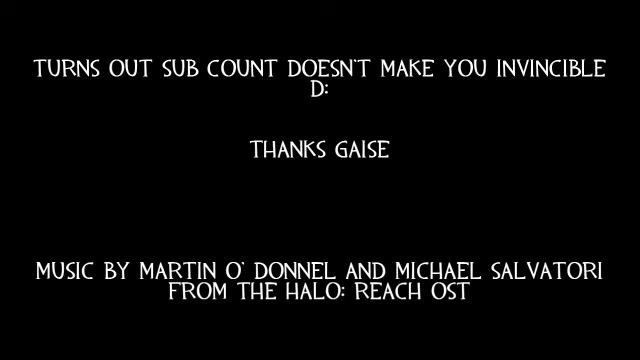 TURNS OUT SUB COUNT DOESN'T MAKE YOU INVINCIBLE
D:
THANKS GAISE
MUSIC BY MARTIN O' DONNEL AND MICHAEL SALVATORI
FROM THE HALO: REACH OST